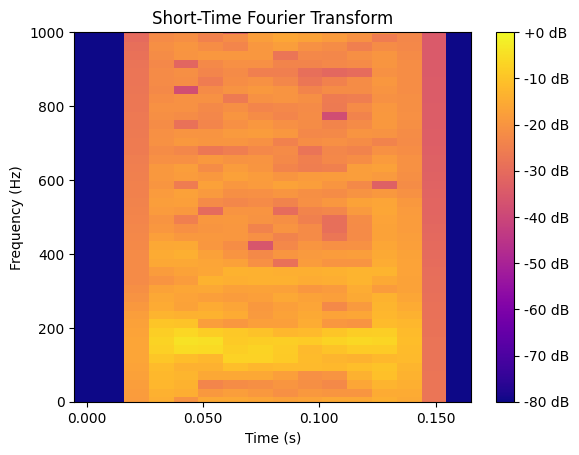 Short-Time Fourier Transform
1000
800
600
400
200
0
Frequency (Hz)
0.000
0.050
0.100
0.150
Time (s)
+0 dB
-10 dB
-20 dB
-30 dB
-40 dB
-50 dB
-60 dB
-70 dB
-80 dB